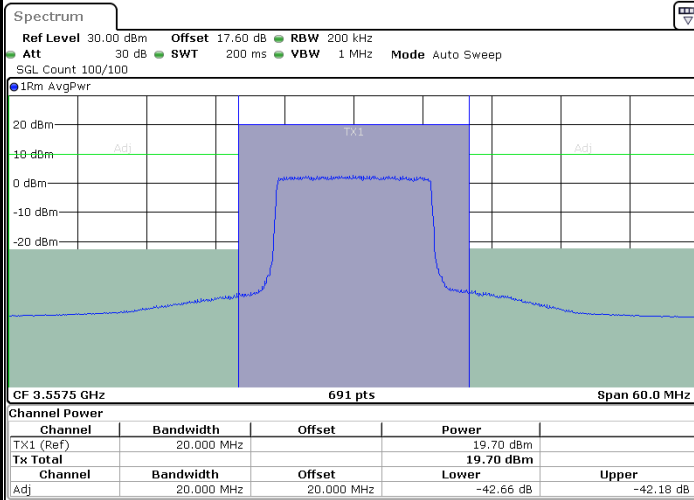 Spectrum
Ref Level 30.00 dBm Offset 17.60 dB RBW 200 kHz
Att 30 dB SWT 200 ms VBW 1 MHz Mode Auto Sweep
SGL Count 100/100
1Rm AvgPwr
20 dBm
TX1
Adj Adj
10 dBm
0 dBm
-10 dBm
-20 dBm
CF 3.5575 GHz 691 pts Span 60.0 MHz
Channel Power
Channel Bandwidth Offset Power
TX1 (Ref) 20.000 MHz 19.70 dBm
Tx Total 19.70 dBm
Channel Bandwidth Offset Lower Upper
Adj 20.000 MHz 20.000 MHz -42.66 dB -42.18 dB